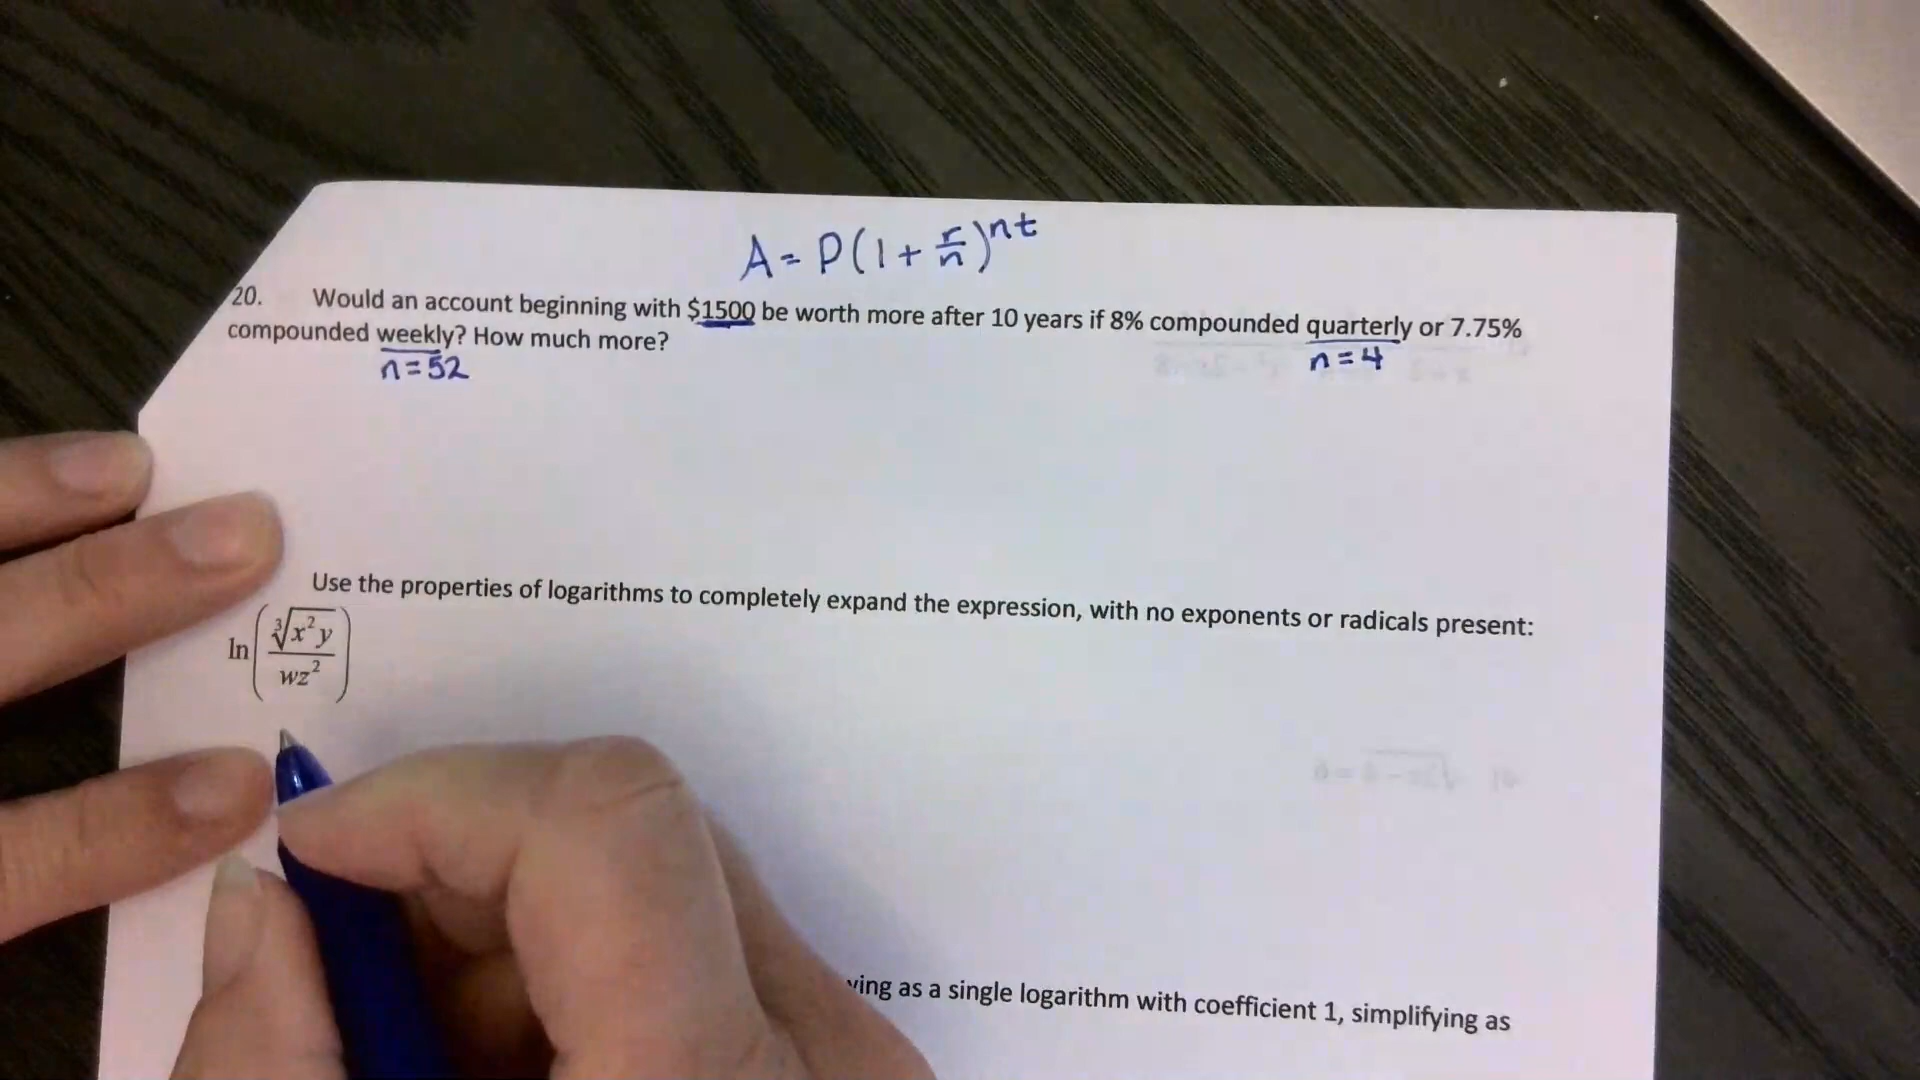 A = P(1 + r/n)^nt
20. Would an account beginning with $1500 be worth more after 10 years if 8% compounded quarterly or 7.75%
compounded weekly? How much more?
n = 52 n = 4
Use the properties of logarithms to completely expand the expression, with no exponents or radicals present:
ln(∛(x²y)/(wz²))
as a single logarithm with coefficient 1, simplifying as